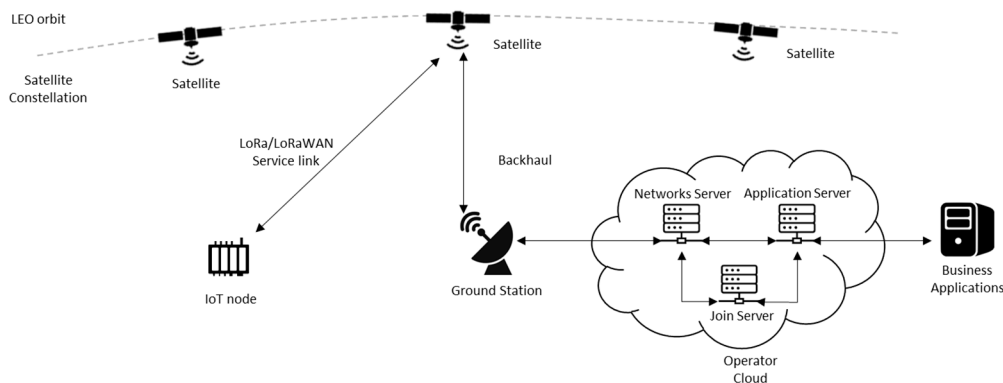 LEO orbit
Satellite
Constellation
Satellite
Satellite
Satellite
LoRa/LoRaWAN
Service link
Backhaul
IoT node
Ground Station
Networks Server
Application Server
Join Server
Operator
Cloud
Business
Applications